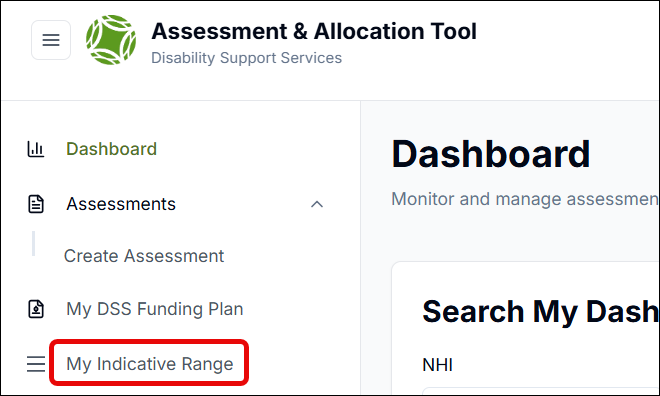 Assessment & Allocation Tool
Disability Support Services
Dashboard
Assessments
Create Assessment
My DSS Funding Plan
My Indicative Range
Dashboard
Monitor and manage assessmen
Search My Dash
NHI